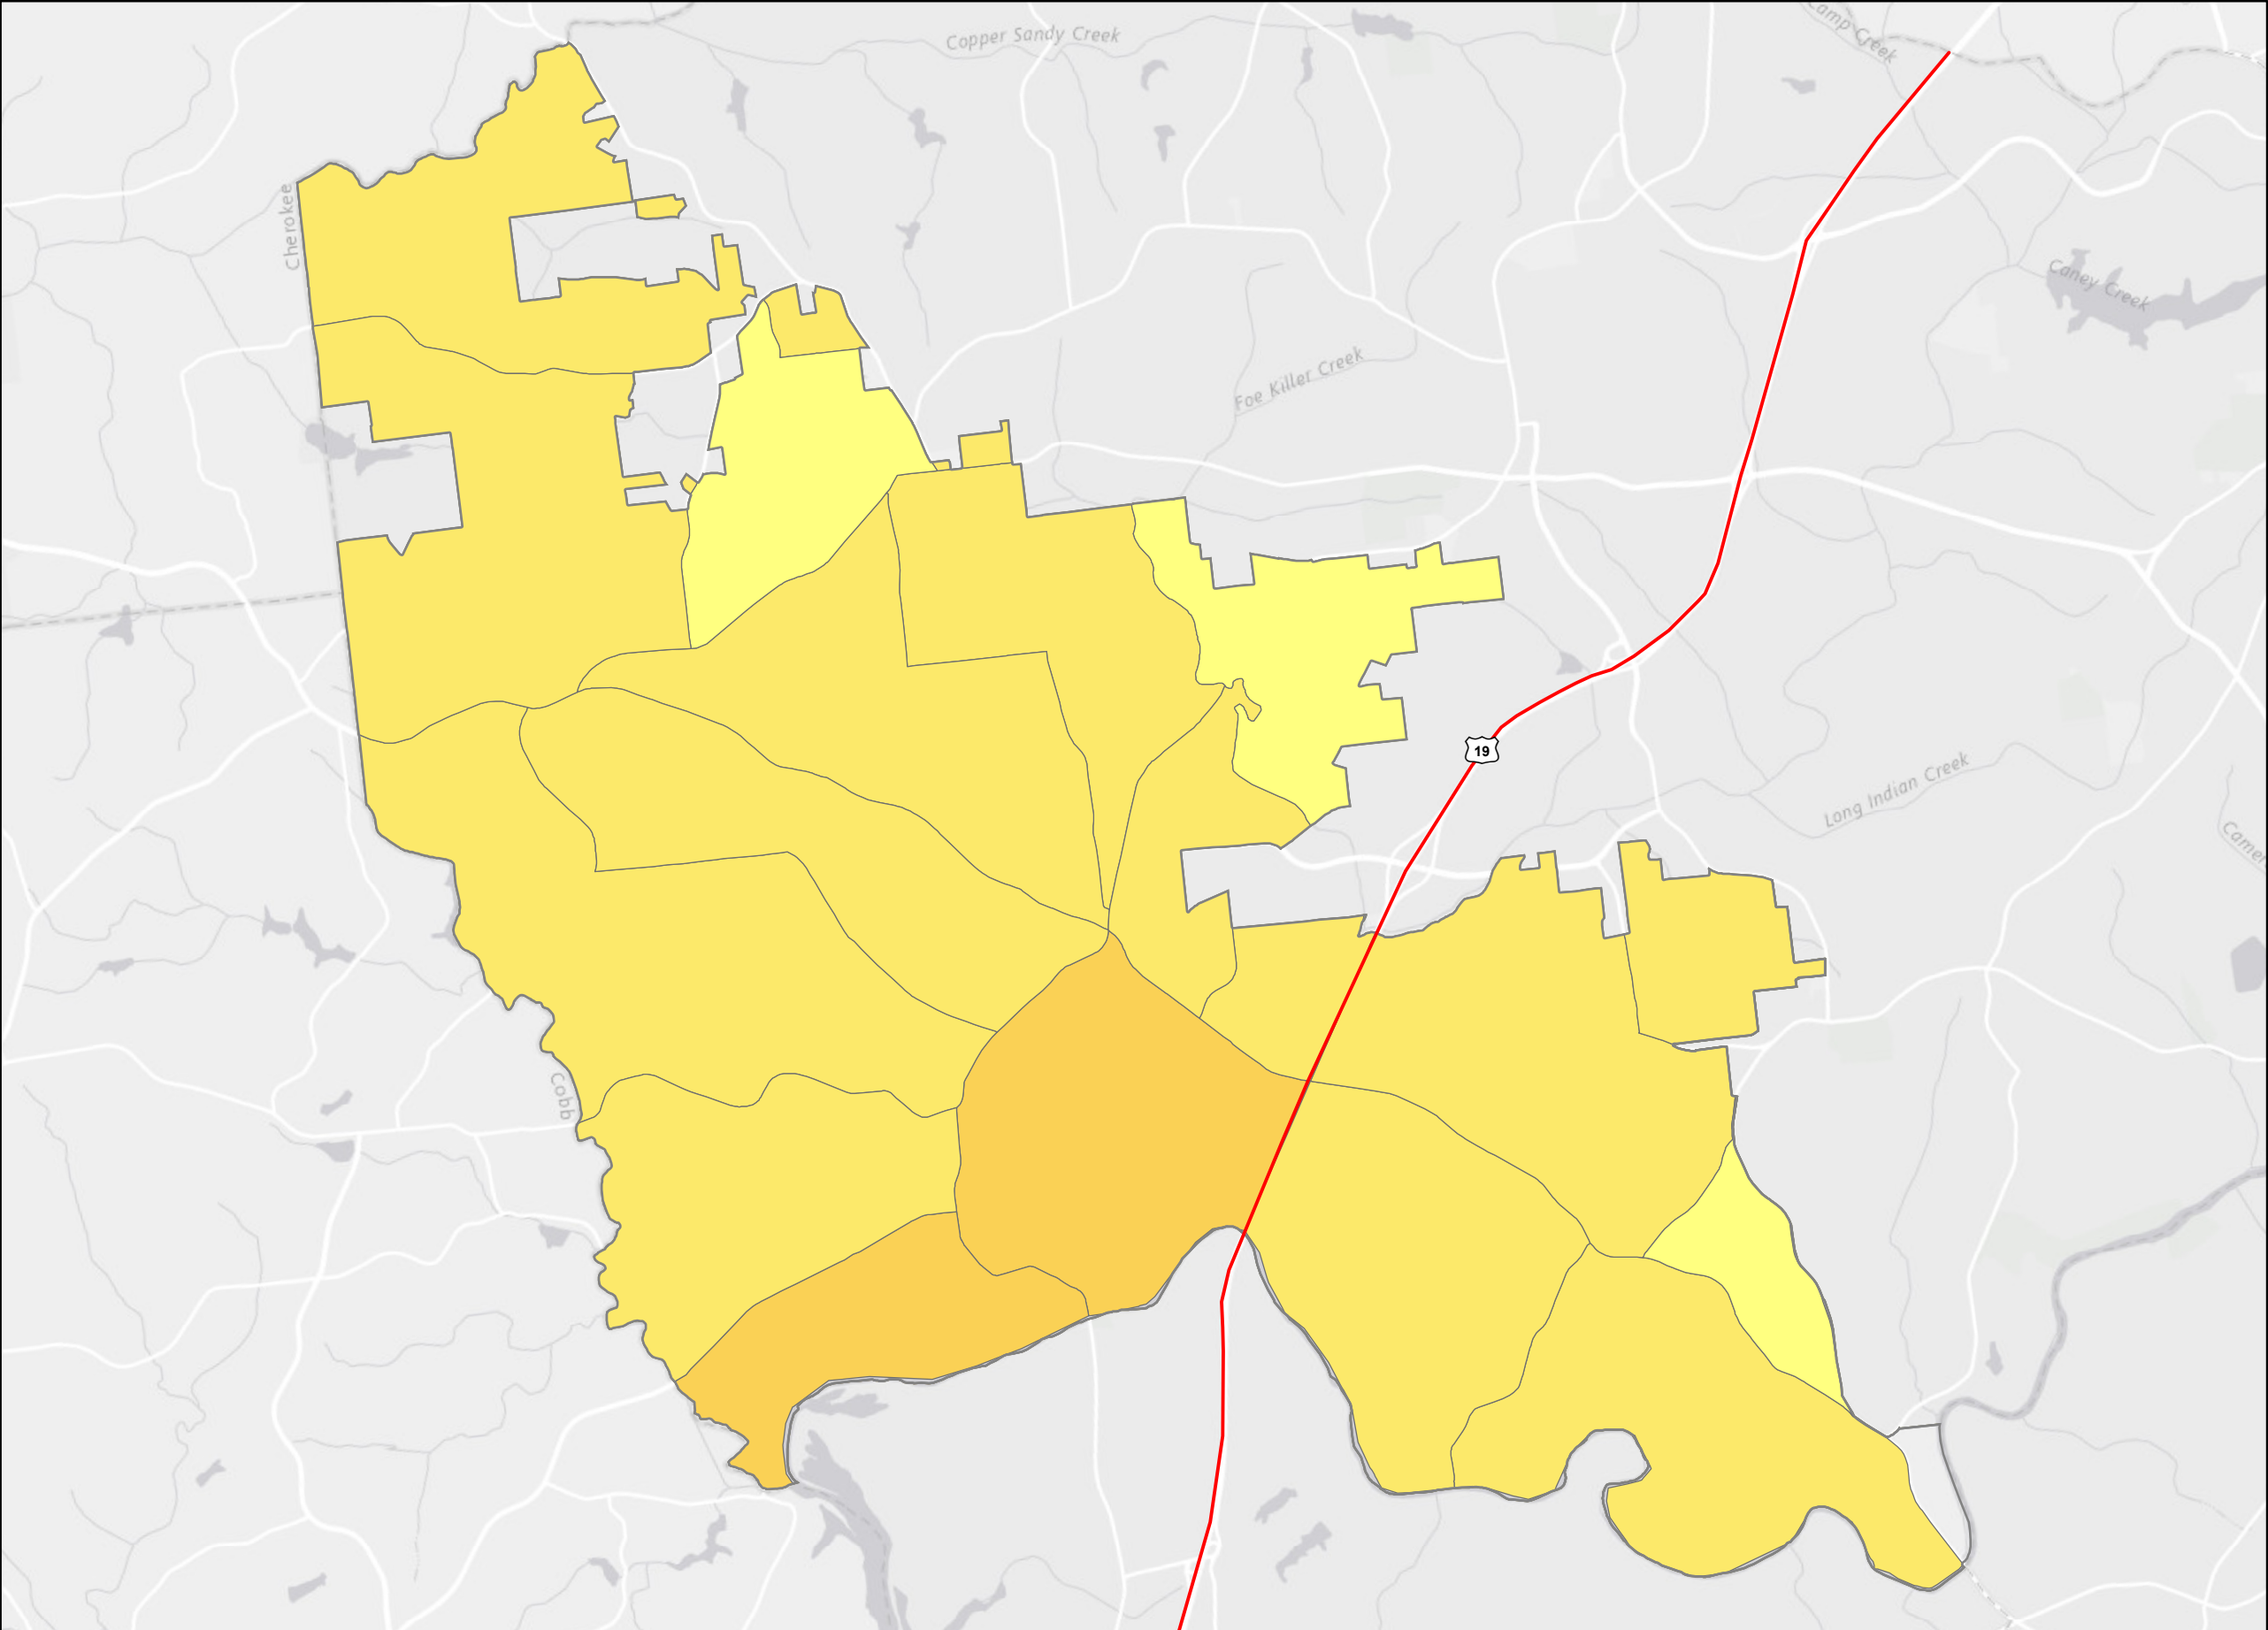 Copper Sandy Creek
Camp Creek
Cherokee
Caney Creek
Foe Killer Creek
19
Long Indian Creek
Cobb